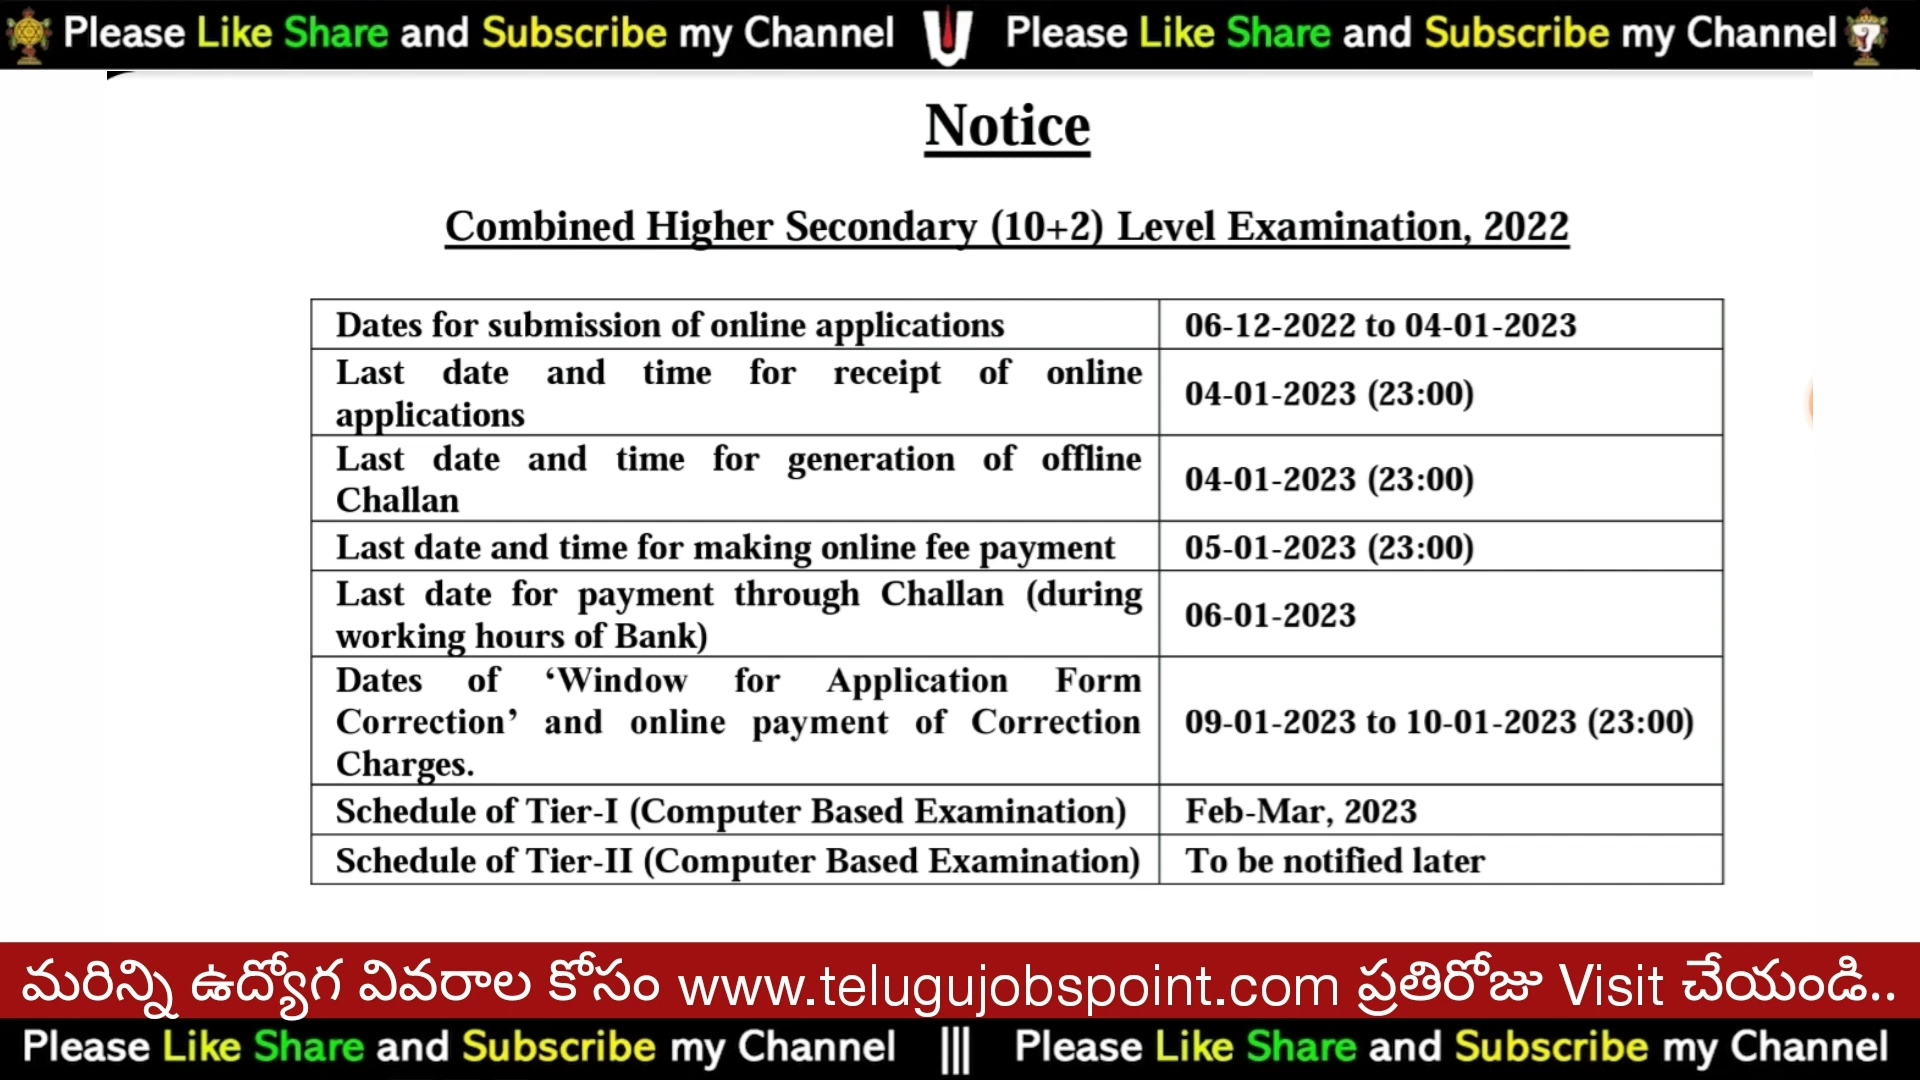 Please Like Share and Subscribe my Channel Please Like Share and Subscribe my Channel
Notice
Combined Higher Secondary (10+2) Level Examination, 2022
Dates for submission of online applications 06-12-2022 to 04-01-2023
Last date and time for receipt of online
applications
04-01-2023 (23:00)
Last date and time for generation of offline
Challan
04-01-2023 (23:00)
Last date and time for making online fee payment 05-01-2023 (23:00)
Last date for payment through Challan (during
working hours of Bank)
06-01-2023
Dates of ‘Window for Application Form
Correction’ and online payment of Correction
Charges.
09-01-2023 to 10-01-2023 (23:00)
Schedule of Tier-I (Computer Based Examination) Feb-Mar, 2023
Schedule of Tier-II (Computer Based Examination) To be notified later
మరిన్ని ఉద్యోగ వివరాల కోసం www.telugujobspoint.com ప్రతిరోజు Visit చేయండి..
Please Like Share and Subscribe my Channel ||| Please Like Share and Subscribe my Channel